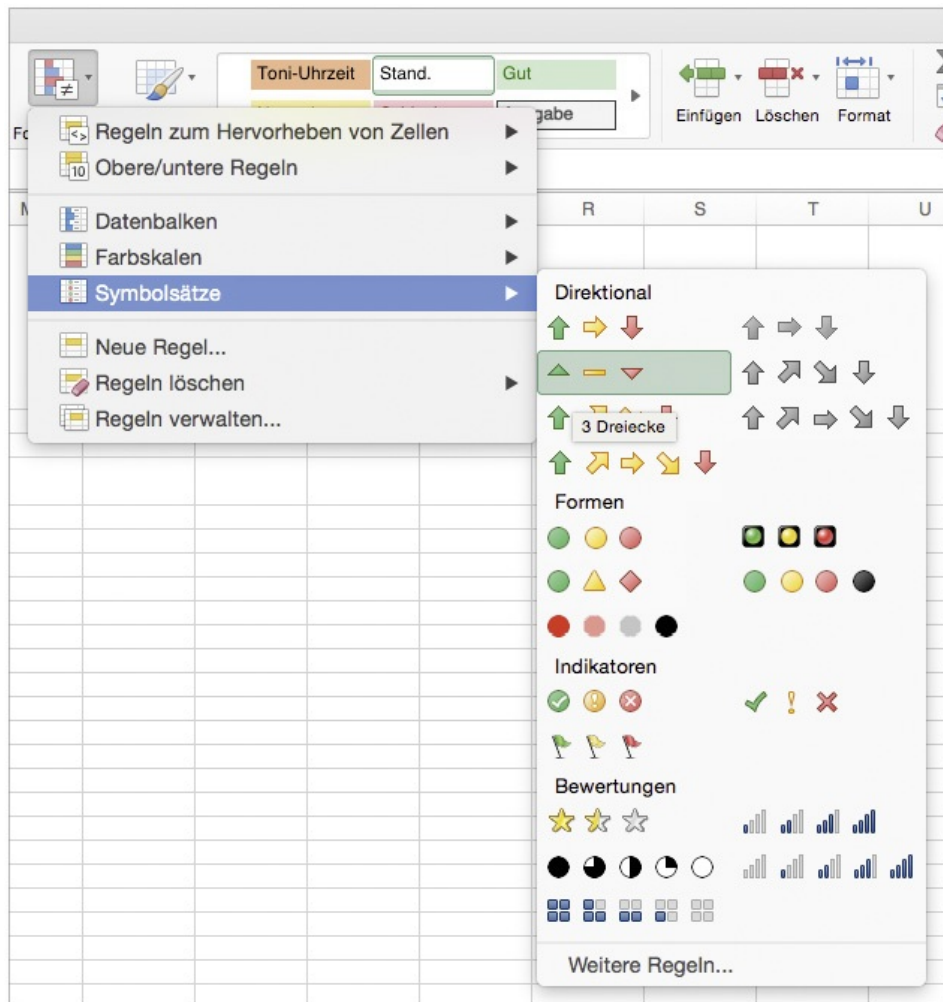 Toni-Uhrzeit Stand. Gut
Einfügen Löschen Format
Regeln zum Hervorheben von Zellen
10 Obere/untere Regeln
Datenbalken
Farbskalen
Symbolsätze
Neue Regel...
Regeln löschen
Regeln verwalten...
R S T U
Direktional
3 Dreiecke
Formen
Indikatoren
Bewertungen
Weitere Regeln...